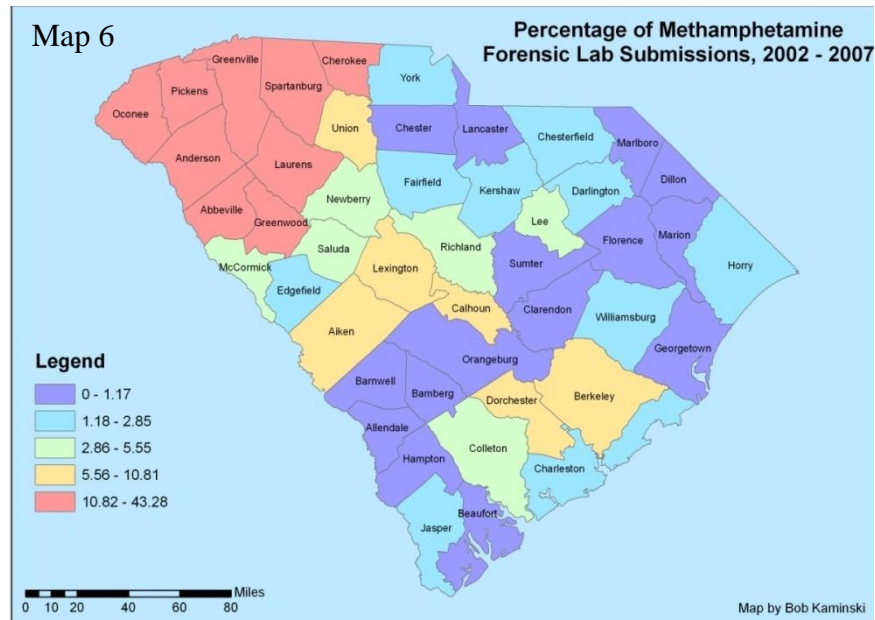 Map 6
Percentage of Methamphetamine
Forensic Lab Submissions, 2002 - 2007
Greenville
Cherokee
York
Pickens
Spartanburg
Oconee
Union
Chester
Lancaster
Chesterfield
Marlboro
Anderson
Laurens
Fairfield
Kershaw
Darlington
Dillon
Newberry
Abbeville
Greenwood
Lee
Saluda
Richland
Florence
Marion
McCormick
Lexington
Sumter
Horry
Edgefield
Calhoun
Clarendon
Williamsburg
Aiken
Georgetown
Orangeburg
Barnwell
Bamberg
Dorchester
Berkeley
Allendale
Colleton
Hampton
Charleston
Beaufort
Jasper
Legend
0 - 1.17
1.18 - 2.85
2.86 - 5.55
5.56 - 10.81
10.82 - 43.28
Miles
0 5 10 20 40 60 80
Map by Bob Kaminski